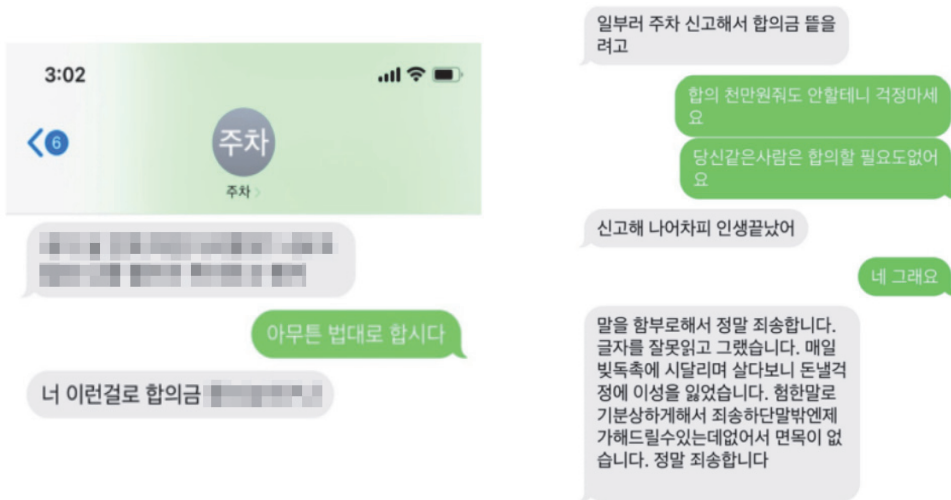 3:02
6
주차
주차
아무튼 법대로 합시다
너 이런걸로 합의금
일부러 주차 신고해서 합의금 뜯을
려고
합의 천만원줘도 안할테니 걱정마세
요
당신같은사람은 합의할 필요도없어
요
신고해 나어차피 인생끝났어
네 그래요
말을 함부로해서 정말 죄송합니다.
글자를 잘못읽고 그랬습니다. 매일
빚독촉에 시달리며 살다보니 돈낼걱
정에 이성을 잃었습니다. 험한말로
기분상하게해서 죄송하단말밖엔제
가해드릴수있는데없어서 면목이 없
습니다. 정말 죄송합니다